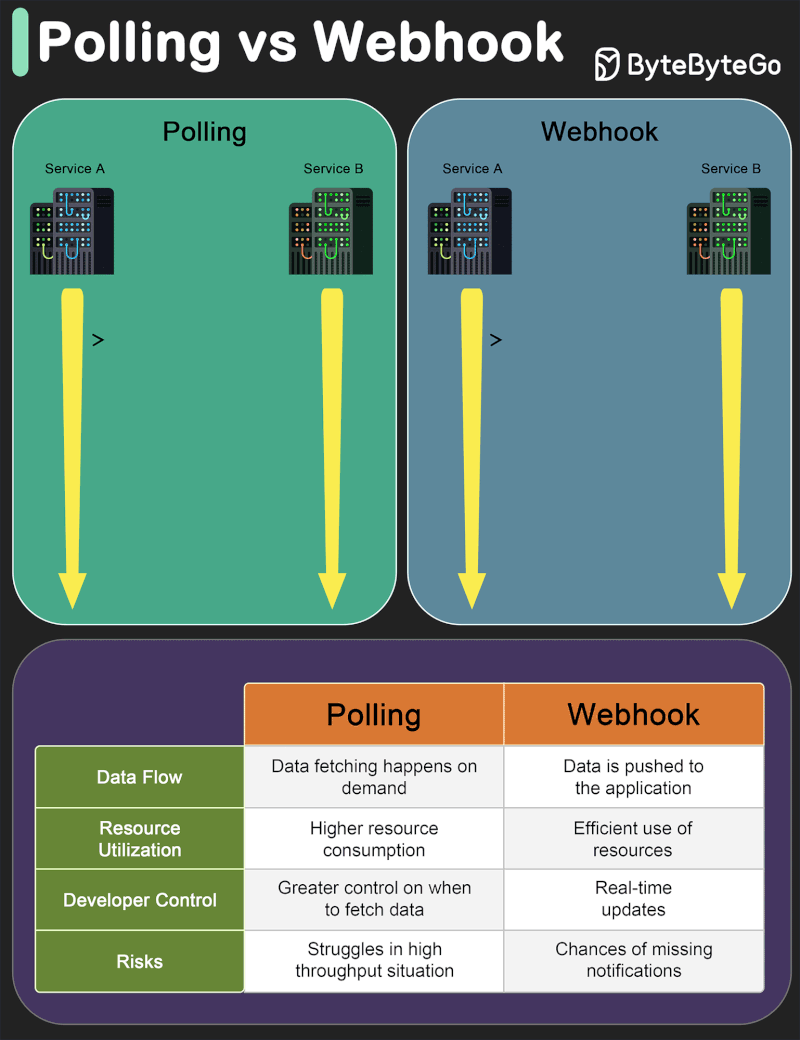 Polling vs Webhook
ByteByteGo
Polling
Service A
Service B
>
Webhook
Service A
Service B
>
Polling
Webhook
Data Flow
Data fetching happens on
demand
Data is pushed to
the application
Resource
Utilization
Higher resource
consumption
Efficient use of
resources
Developer Control
Greater control on when
to fetch data
Real-time
updates
Risks
Struggles in high
throughput situation
Chances of missing
notifications